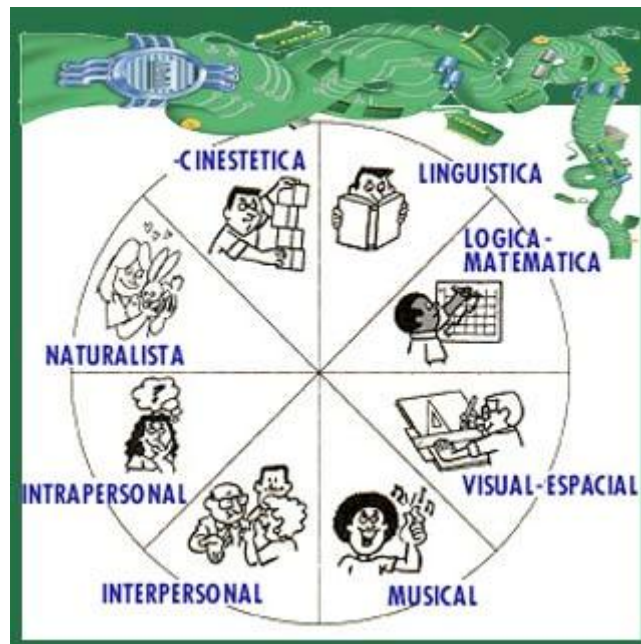 -CINESTETICA
LINGUISTICA
LOGICA-
MATEMATICA
NATURALISTA
?
INTRAPERSONAL
VISUAL-ESPACIAL
INTERPERSONAL
MUSICAL